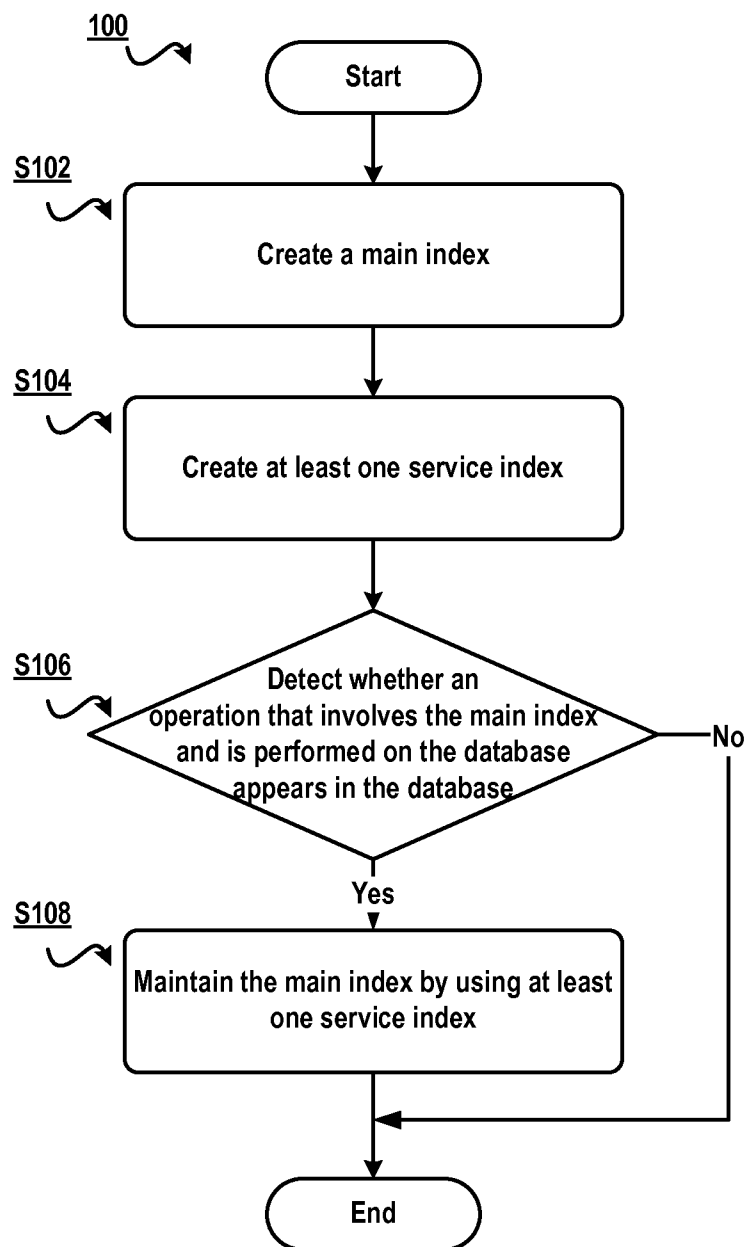 100
Start
S102
Create a main index
S104
Create at least one service index
S106
Detect whether an
operation that involves the main index
and is performed on the database
appears in the database
No
Yes
S108
Maintain the main index by using at least
one service index
End